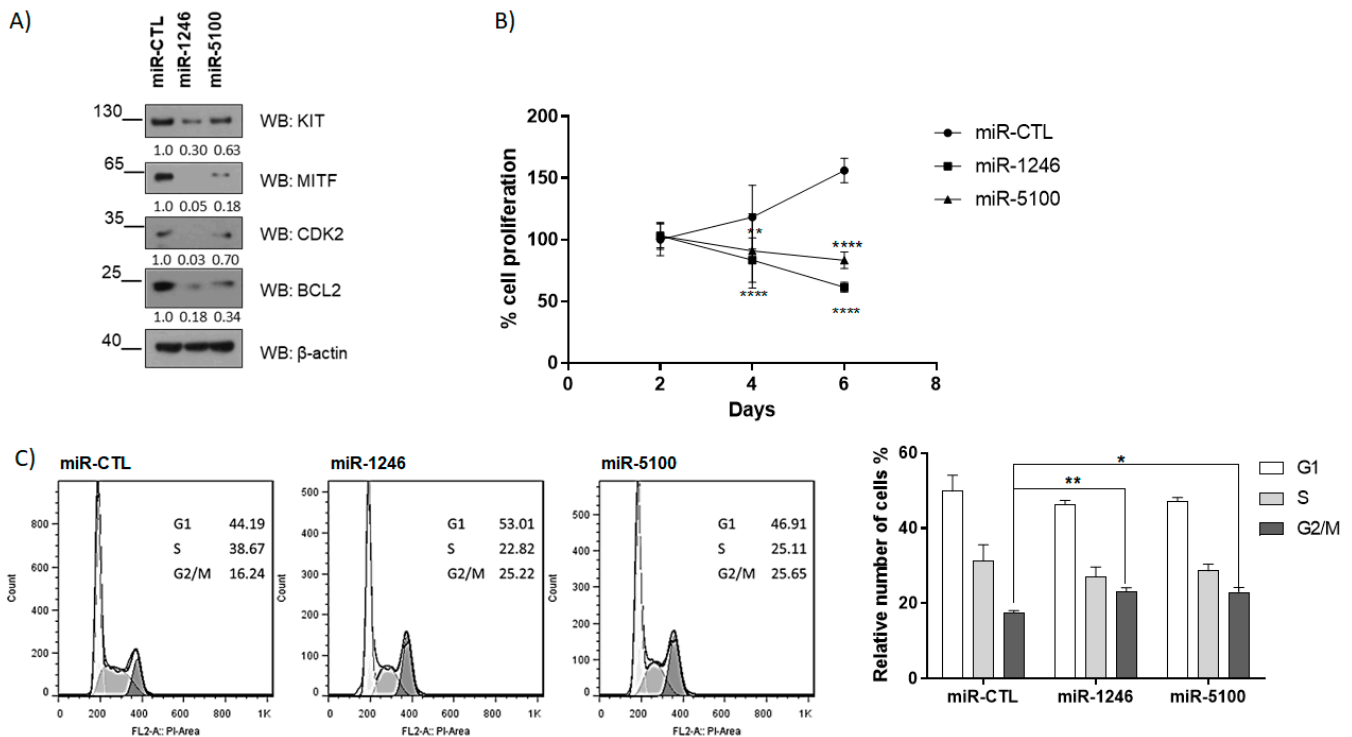 A)
miR-CTL
miR-1246
miR-5100
130
WB: KIT
1.0 0.30 0.63
65
WB: MITF
1.0 0.05 0.18
35
WB: CDK2
1.0 0.03 0.70
25
WB: BCL2
1.0 0.18 0.34
40
WB: β-actin
B)
200
150
100
50
0
% cell proliferation
0 2 4 6 8
Days
**
****
****
****
miR-CTL
miR-1246
miR-5100
C)
miR-CTL
G1 44.19
S 38.67
G2/M 16.24
800
600
400
200
0
Count
0 200 400 600 800 1K
FL2-A:: PI-Area
miR-1246
G1 53.01
S 22.82
G2/M 25.22
500
400
300
200
100
0
Count
0 200 400 600 800 1K
FL2-A:: PI-Area
miR-5100
G1 46.91
S 25.11
G2/M 25.65
500
400
300
200
100
0
Count
0 200 400 600 800 1K
FL2-A:: PI-Area
60
40
20
0
Relative number of cells %
*
**
miR-CTL miR-1246 miR-5100
G1
S
G2/M